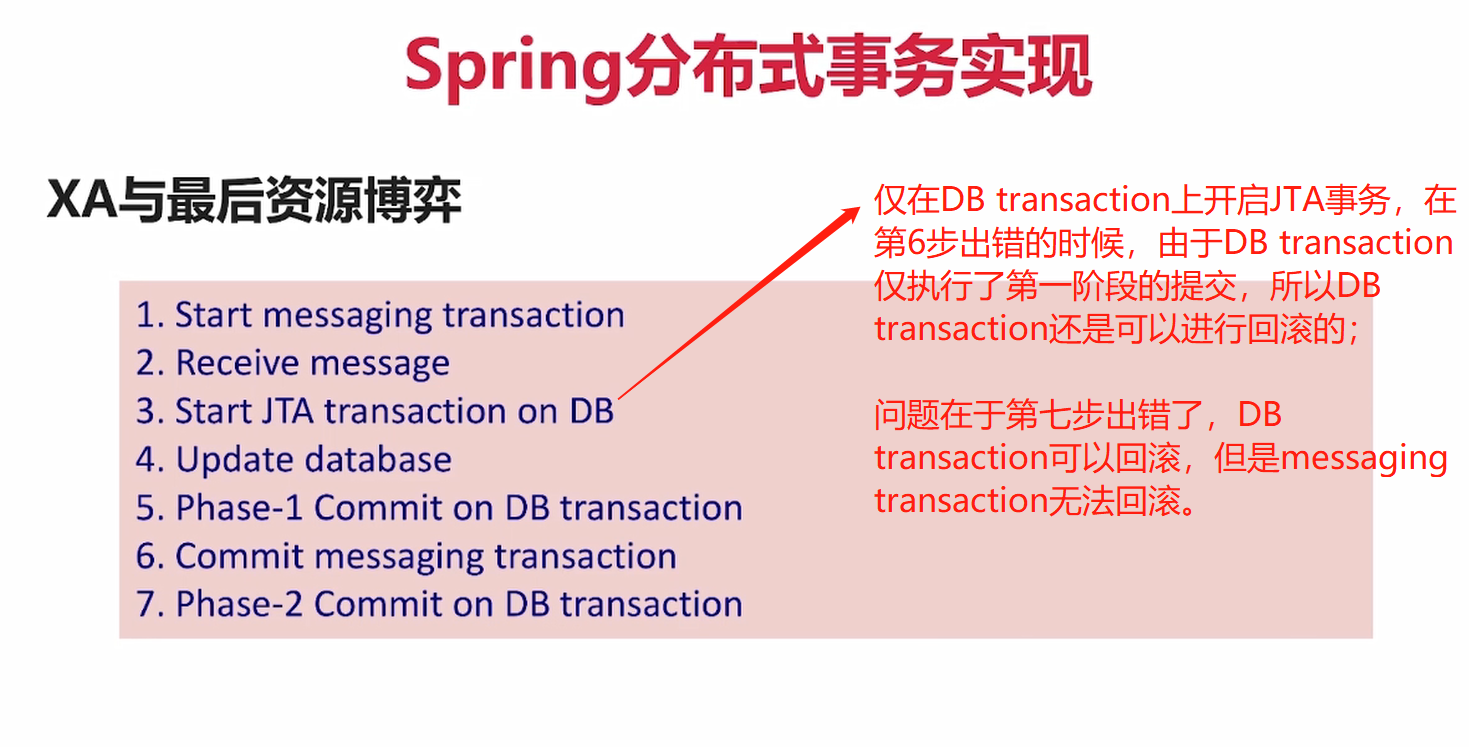 Spring分布式事务实现
XA与最后资源博弈
1. Start messaging transaction
2. Receive message
3. Start JTA transaction on DB
4. Update database
5. Phase-1 Commit on DB transaction
6. Commit messaging transaction
7. Phase-2 Commit on DB transaction
仅在DB transaction上开启JTA事务，在
第6步出错的时候，由于DB transaction
仅执行了第一阶段的提交，所以DB
transaction还是可以进行回滚的；
问题在于第七步出错了，DB
transaction可以回滚，但是messaging
transaction无法回滚。